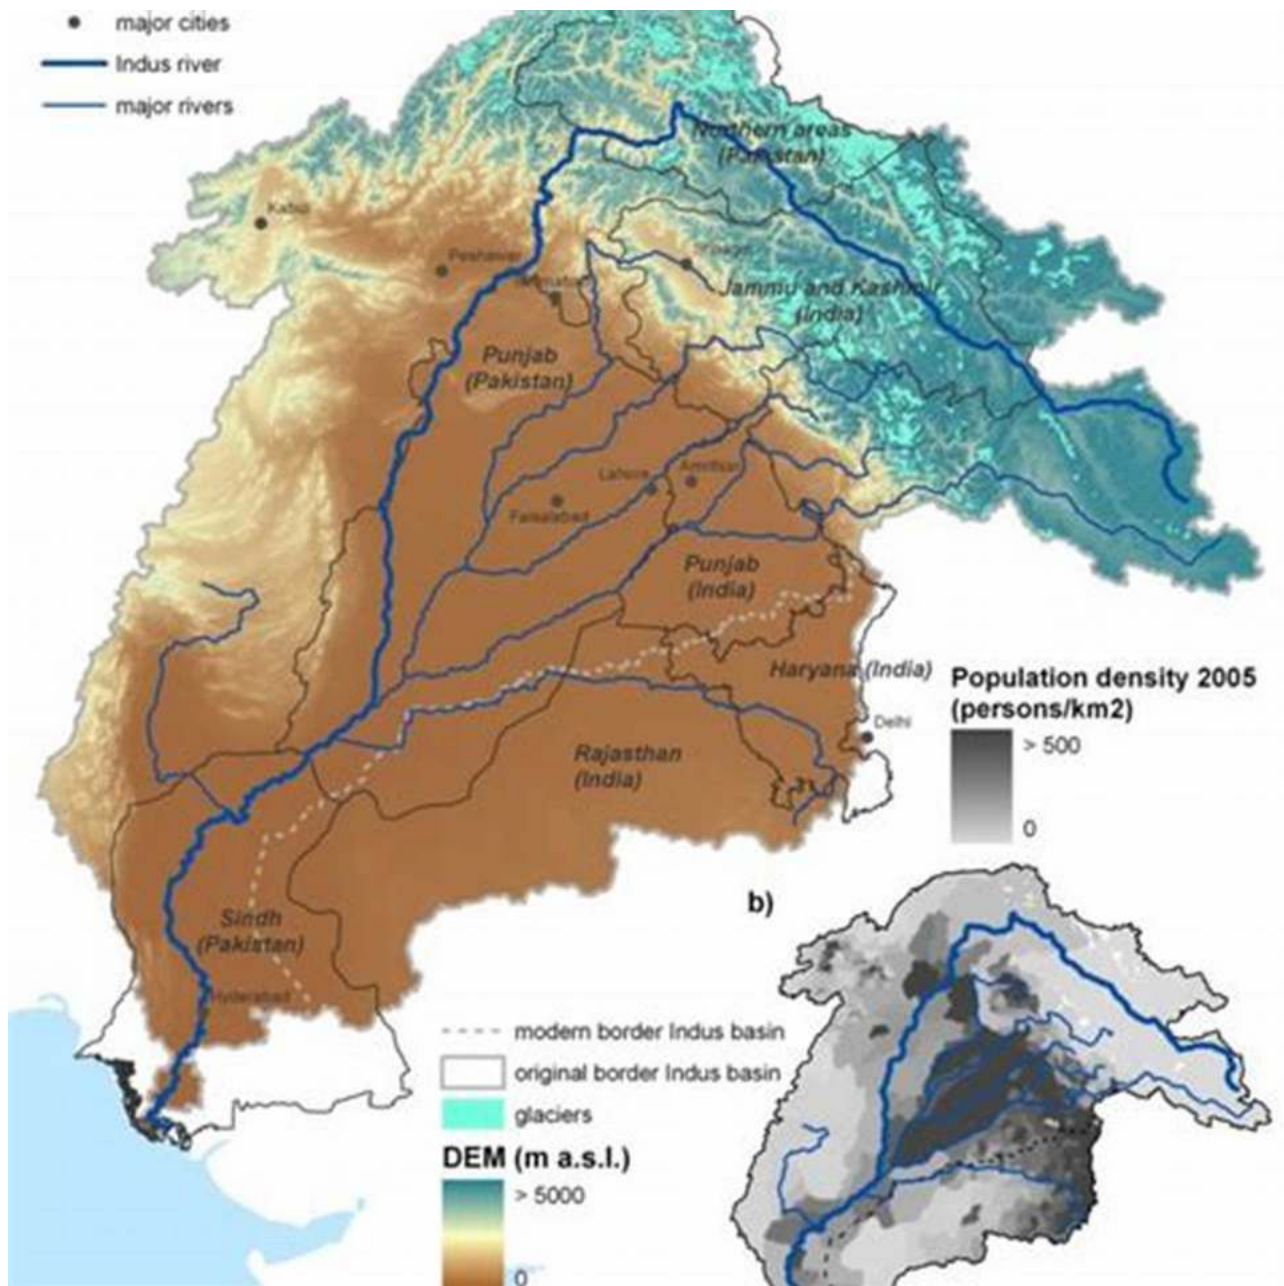 major cities
Indus river
major rivers
Northern areas
(Pakistan)
Kabul
Peshawar
Jammu and Kashmir
(India)
Punjab
(Pakistan)
Lahore
Amritsar
Faisalabad
Punjab
(India)
Haryana (India)
Population density 2005
(persons/km2)
> 500
0
Delhi
Rajasthan
(India)
b)
Sindh
(Pakistan)
Hyderabad
modern border Indus basin
original border Indus basin
glaciers
DEM (m a.s.l.)
> 5000
0